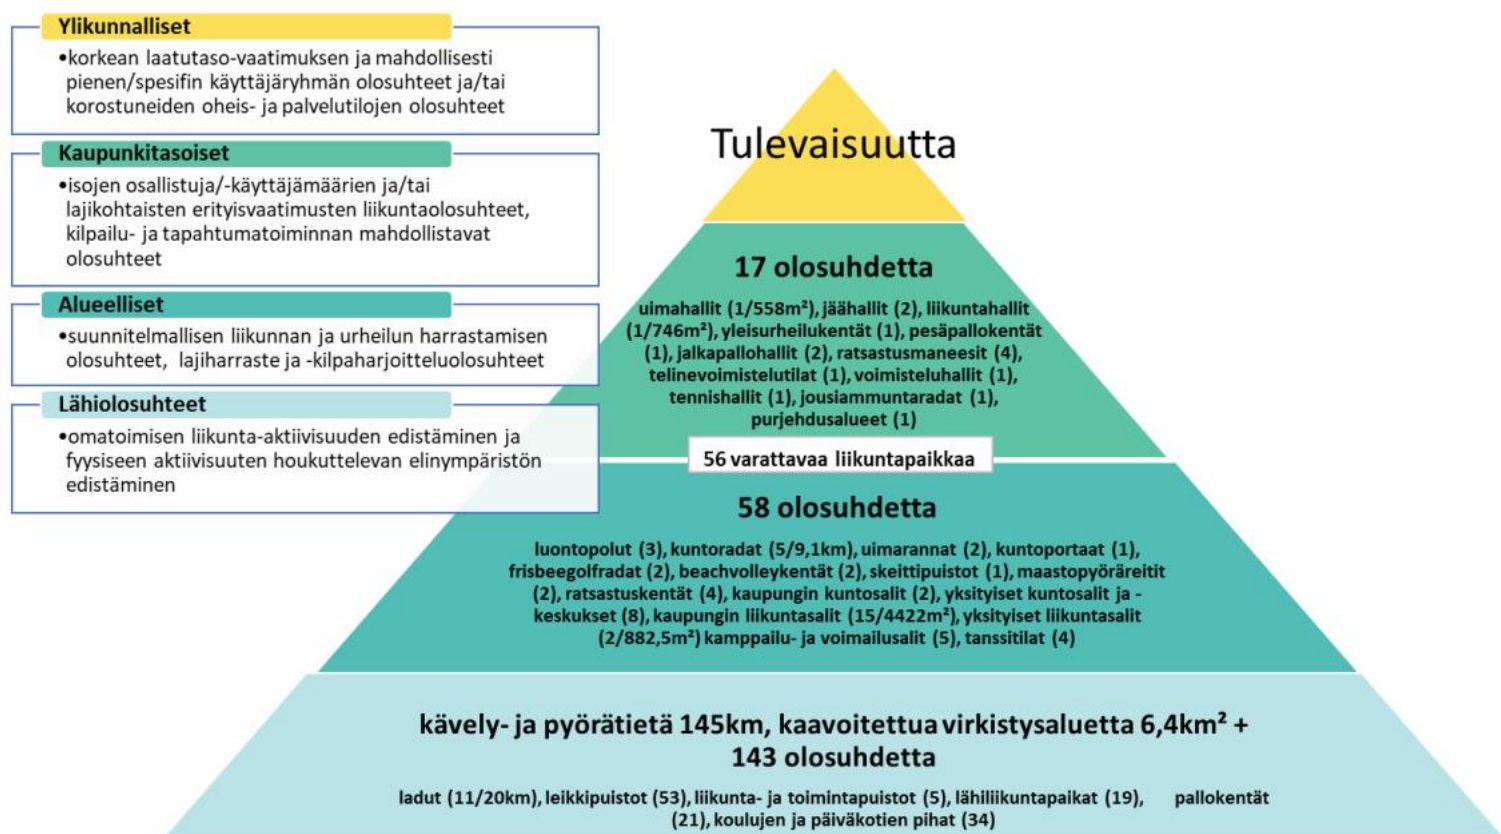 Ylikunnalliset
•korkean laatutaso-vaatimuksen ja mahdollisesti
pienen/spesifin käyttäjäryhmän olosuhteet ja/tai
korostuneiden oheis- ja palvelutilojen olosuhteet
Kaupunkitasoiset
•isojen osallistuja/-käyttäjämäärien ja/tai
lajikohtaisten erityisvaatimusten liikuntaolosuhteet,
kilpailu- ja tapahtumatoiminnan mahdollistavat
olosuhteet
Alueelliset
•suunnitelmallisen liikunnan ja urheilun harrastamisen
olosuhteet, lajiharraste ja -kilpaharjoitteluolosuhteet
Lähiolosuhteet
•omatoimisen liikunta-aktiivisuuden edistäminen ja
fyysiseen aktiivisuuten houkuttelevan elinympäristön
edistäminen
Tulevaisuutta
17 olosuhdetta
uimahallit (1/558m²), jäähallit (2), liikuntahallit
(1/746m²), yleisurheilukentät (1), pesäpallokentät
(1), jalkapallohallit (2), ratsastusmaneesit (4),
telinevoimistelutilat (1), voimisteluhallit (1),
tennishallit (1), jousiammuntaradat (1),
purjehdusalueet (1)
56 varattavaa liikuntapaikkaa
58 olosuhdetta
luontopolut (3), kuntoradat (5/9,1km), uimarannat (2), kuntoportaat (1),
frisbeegolfradat (2), beachvolleykentät (2), skeittipuistot (1), maastopyöräreitit
(2), ratsastuskentät (4), kaupungin kuntosalit (2), yksityiset kuntosalit ja -
keskukset (8), kaupungin liikuntasalit (15/4422m²), yksityiset liikuntasalit
(2/882,5m²) kamppailu- ja voimailusalit (5), tanssitilat (4)
kävely- ja pyörätietä 145km, kaavoitettua virkistysaluetta 6,4km² +
143 olosuhdetta
ladut (11/20km), leikkipuistot (53), liikunta- ja toimintapuistot (5), lähiliikuntapaikat (19), pallokentät
(21), koulujen ja päiväkotien pihat (34)